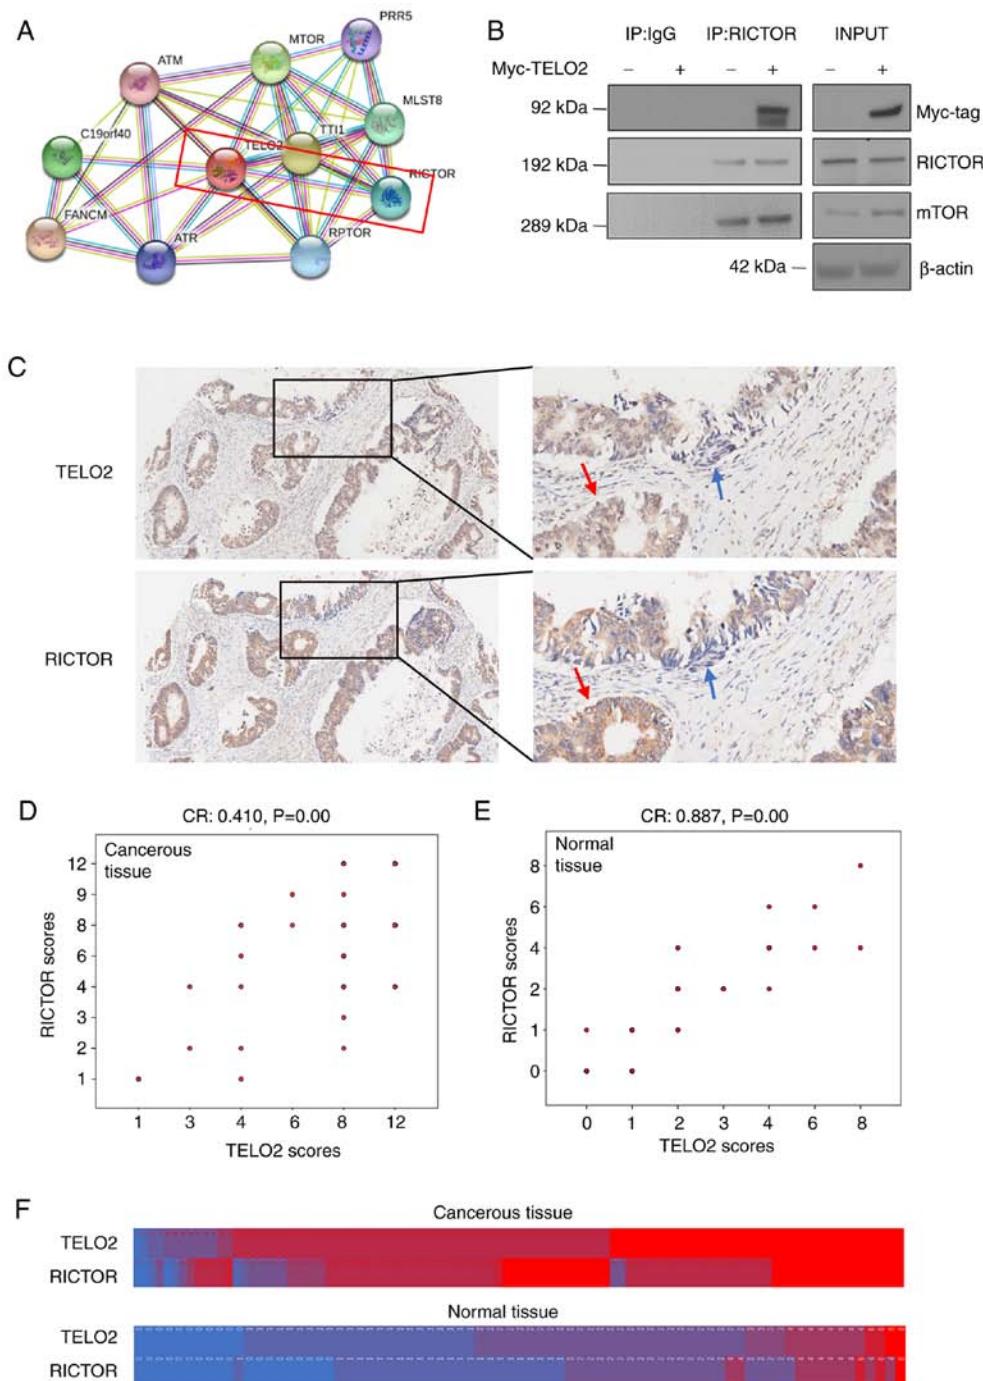 A
PRR5
MTOR
ATM
MLST8
C19orf40
TTI1
TELO2
RICTOR
FANCM
ATR
RPTOR
B
IP:IgG IP:RICTOR INPUT
Myc-TELO2 – + – + – +
92 kDa Myc-tag
192 kDa RICTOR
289 kDa mTOR
42 kDa β-actin
C
TELO2
RICTOR
D
CR: 0.410, P=0.00
Cancerous
tissue
RICTOR scores
12
9
8
6
4
3
2
1
1 3 4 6 8 12
TELO2 scores
E
CR: 0.887, P=0.00
Normal
tissue
RICTOR scores
8
6
4
2
1
0
0 1 2 3 4 6 8
TELO2 scores
F
Cancerous tissue
TELO2
RICTOR
Normal tissue
TELO2
RICTOR